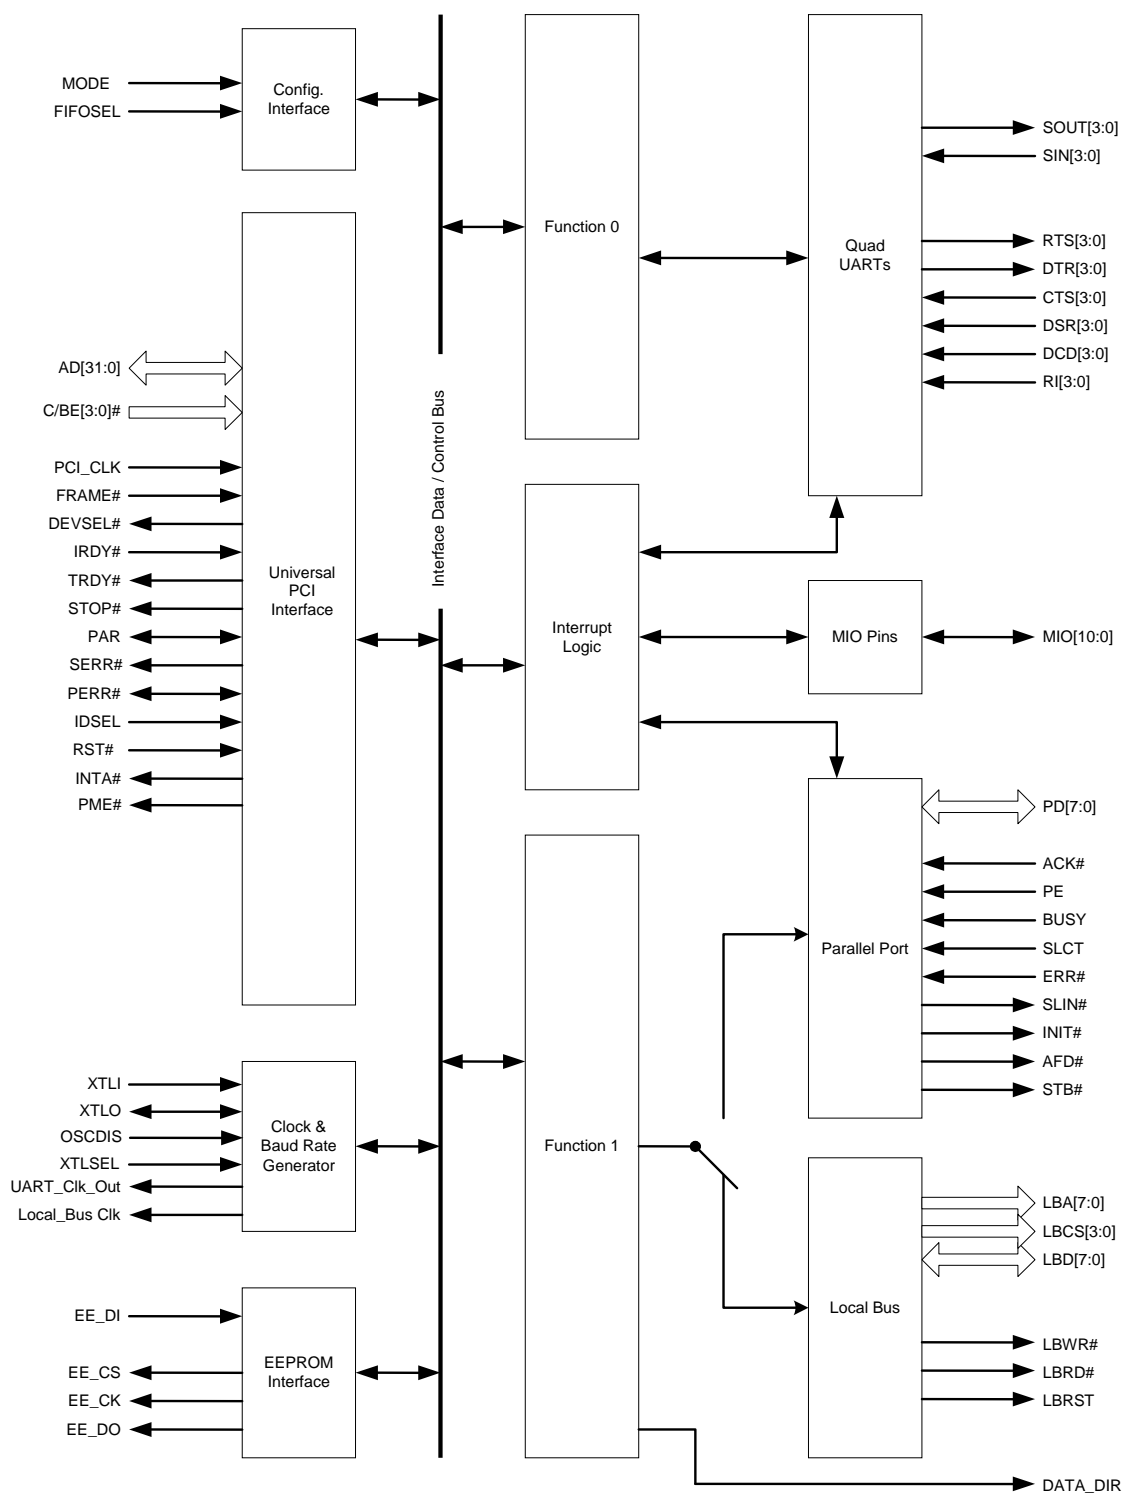 MODE
FIFOSEL
Config.
Interface
AD[31:0]
C/BE[3:0]#
PCI_CLK
FRAME#
DEVSEL#
IRDY#
TRDY#
STOP#
PAR
SERR#
PERR#
IDSEL
RST#
INTA#
PME#
Universal
PCI
Interface
XTLI
XTLO
OSCDIS
XTLSEL
UART_Clk_Out
Local_Bus Clk
Clock &
Baud Rate
Generator
EE_DI
EE_CS
EE_CK
EE_DO
EEPROM
Interface
Interface Data / Control Bus
Function 0
Interrupt
Logic
Function 1
Quad
UARTs
SOUT[3:0]
SIN[3:0]
RTS[3:0]
DTR[3:0]
CTS[3:0]
DSR[3:0]
DCD[3:0]
RI[3:0]
MIO Pins
MIO[10:0]
Parallel Port
PD[7:0]
ACK#
PE
BUSY
SLCT
ERR#
SLIN#
INIT#
AFD#
STB#
Local Bus
LBA[7:0]
LBCS[3:0]
LBD[7:0]
LBWR#
LBRD#
LBRST
DATA_DIR